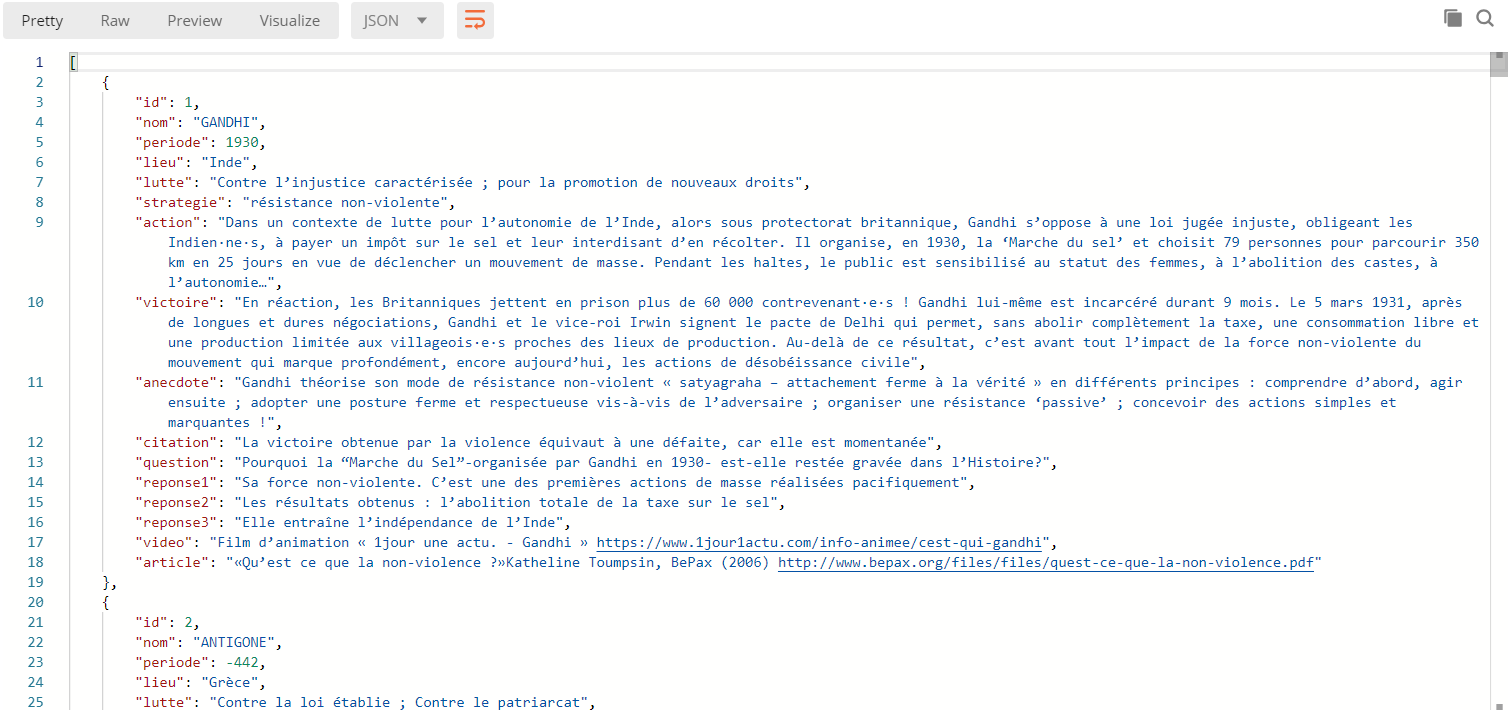 Pretty Raw Preview Visualize JSON
1 [
2 {
3 "id": 1,
4 "nom": "GANDHI",
5 "periode": 1930,
6 "lieu": "Inde",
7 "lutte": "Contre l’injustice caractérisée ; pour la promotion de nouveaux droits",
8 "strategie": "résistance non-violente",
9 "action": "Dans un contexte de lutte pour l’autonomie de l’Inde, alors sous protectorat britannique, Gandhi s’oppose à une loi jugée injuste, obligeant les
Indien·ne·s, à payer un impôt sur le sel et leur interdisant d’en récolter. Il organise, en 1930, la ‘Marche du sel’ et choisit 79 personnes pour parcourir 350
km en 25 jours en vue de déclencher un mouvement de masse. Pendant les haltes, le public est sensibilisé au statut des femmes, à l’abolition des castes, à
l’autonomie…",
10 "victoire": "En réaction, les Britanniques jettent en prison plus de 60 000 contrevenant·e·s ! Gandhi lui-même est incarcéré durant 9 mois. Le 5 mars 1931, après
de longues et dures négociations, Gandhi et le vice-roi Irwin signent le pacte de Delhi qui permet, sans abolir complètement la taxe, une consommation libre et
une production limitée aux villageois·e·s proches des lieux de production. Au-delà de ce résultat, c’est avant tout l’impact de la force non-violente du
mouvement qui marque profondément, encore aujourd’hui, les actions de désobéissance civile",
11 "anecdote": "Gandhi théorise son mode de résistance non-violent « satyagraha – attachement ferme à la vérité » en différents principes : comprendre d’abord, agir
ensuite ; adopter une posture ferme et respectueuse vis-à-vis de l’adversaire ; organiser une résistance ‘passive’ ; concevoir des actions simples et
marquantes !",
12 "citation": "La victoire obtenue par la violence équivaut à une défaite, car elle est momentanée",
13 "question": "Pourquoi la “Marche du Sel”-organisée par Gandhi en 1930- est-elle restée gravée dans l’Histoire?",
14 "reponse1": "Sa force non-violente. C’est une des premières actions de masse réalisées pacifiquement",
15 "reponse2": "Les résultats obtenus : l’abolition totale de la taxe sur le sel",
16 "reponse3": "Elle entraîne l’indépendance de l’Inde",
17 "video": "Film d’animation « 1jour une actu. - Gandhi » https://www.1jour1actu.com/info-animee/cest-qui-gandhi",
18 "article": "«Qu’est ce que la non-violence ?»Katheline Toumpsin, BePax (2006) http://www.bepax.org/files/files/quest-ce-que-la-non-violence.pdf"
19 },
20 {
21 "id": 2,
22 "nom": "ANTIGONE",
23 "periode": -442,
24 "lieu": "Grèce",
25 "lutte": "Contre la loi établie ; Contre le patriarcat",